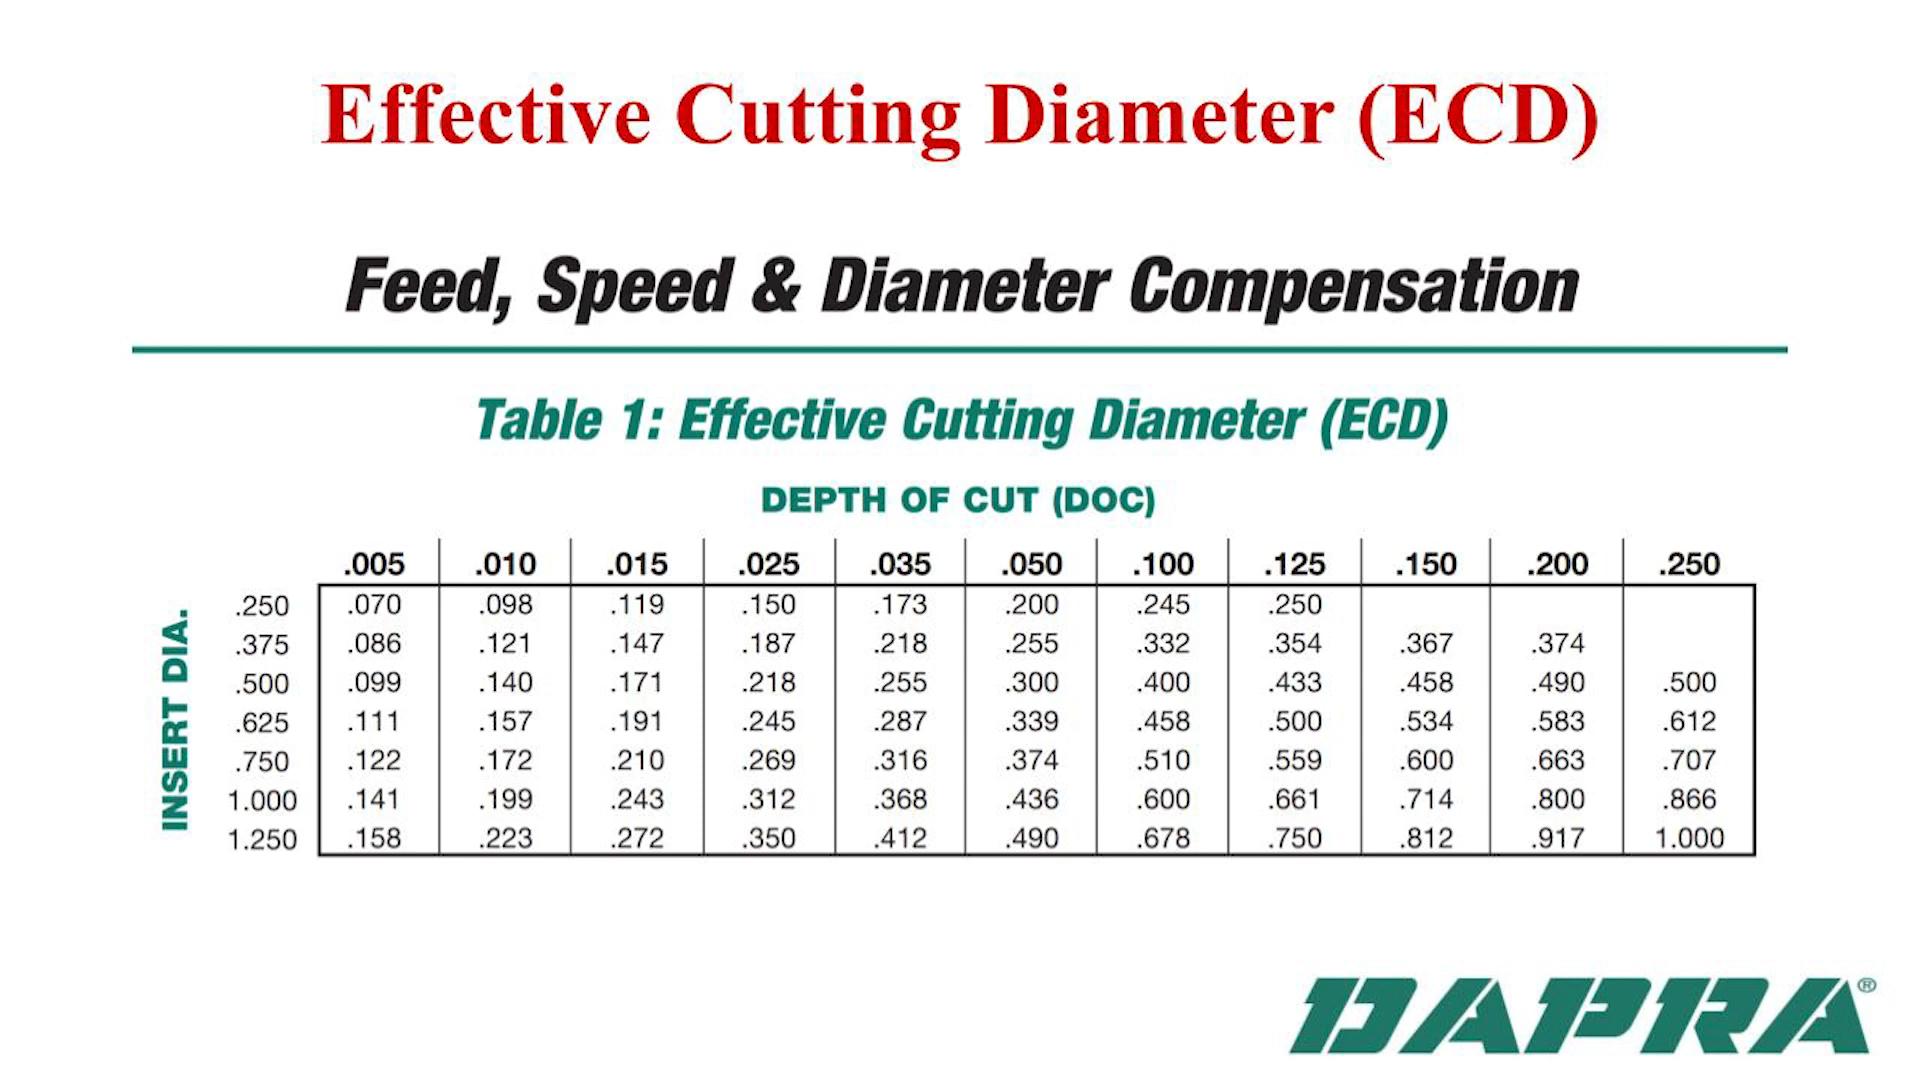 Effective Cutting Diameter (ECD)
Feed, Speed & Diameter Compensation
Table 1: Effective Cutting Diameter (ECD)
DEPTH OF CUT (DOC)
.005 .010 .015 .025 .035 .050 .100 .125 .150 .200 .250
INSERT DIA.
.250 .070 .098 .119 .150 .173 .200 .245 .250
.375 .086 .121 .147 .187 .218 .255 .332 .354 .367 .374
.500 .099 .140 .171 .218 .255 .300 .400 .433 .458 .490 .500
.625 .111 .157 .191 .245 .287 .339 .458 .500 .534 .583 .612
.750 .122 .172 .210 .269 .316 .374 .510 .559 .600 .663 .707
1.000 .141 .199 .243 .312 .368 .436 .600 .661 .714 .800 .866
1.250 .158 .223 .272 .350 .412 .490 .678 .750 .812 .917 1.000
DAPRA®